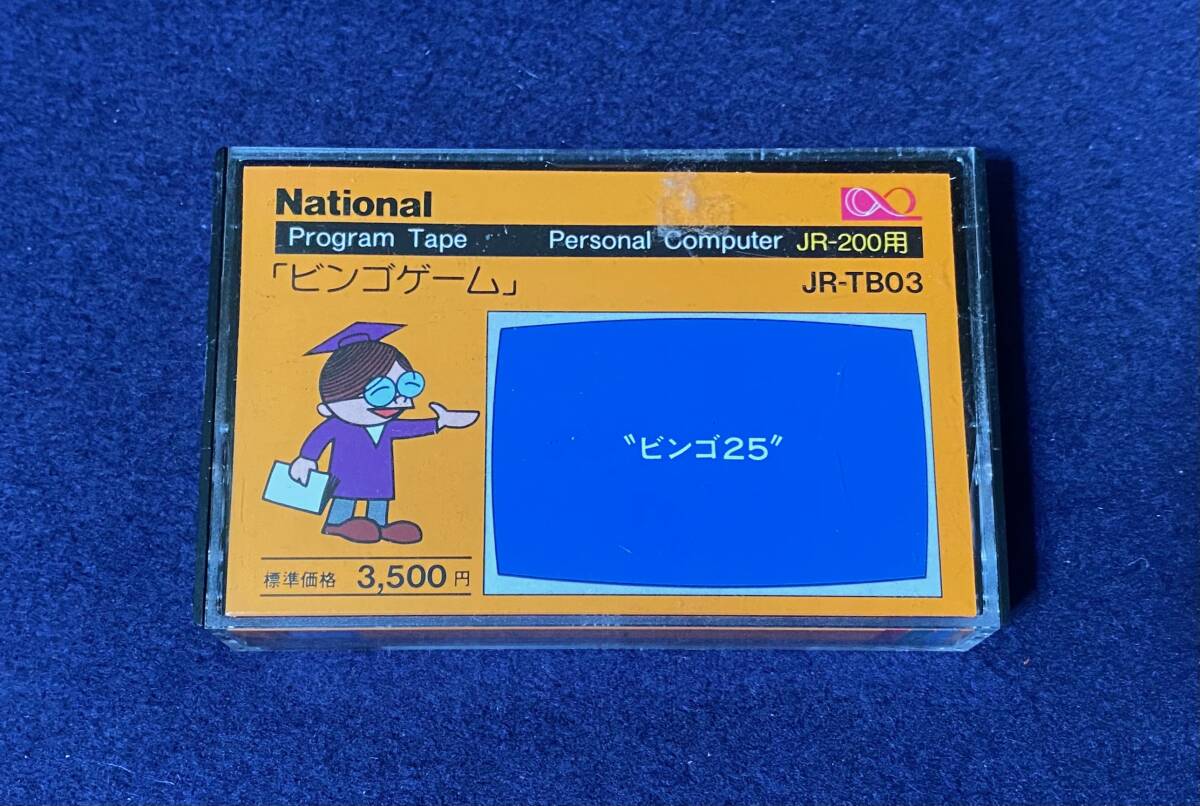 National
Program Tape Personal Computer JR-200用
「ビンゴゲーム」 JR-TB03
〝ビンゴ25〞
標準価格 3,500円